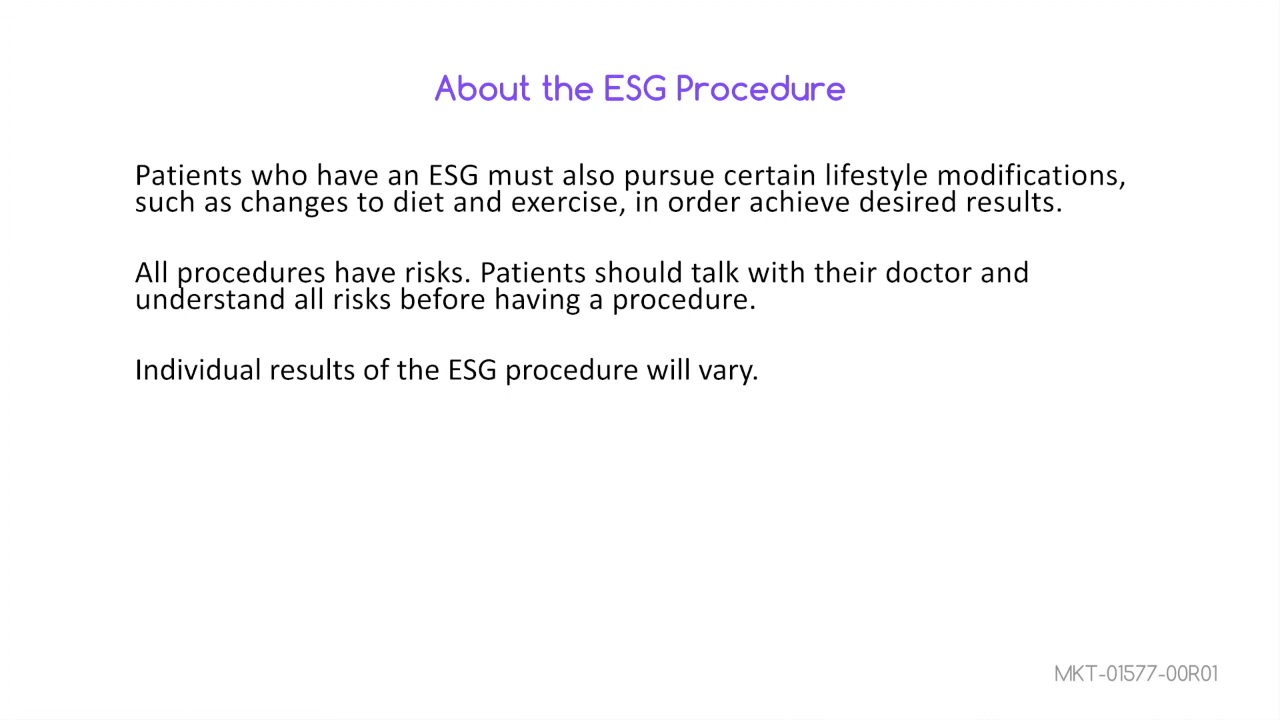 About the ESG Procedure
Patients who have an ESG must also pursue certain lifestyle modifications,
such as changes to diet and exercise, in order achieve desired results.
All procedures have risks. Patients should talk with their doctor and
understand all risks before having a procedure.
Individual results of the ESG procedure will vary.
MKT-01577-00R01